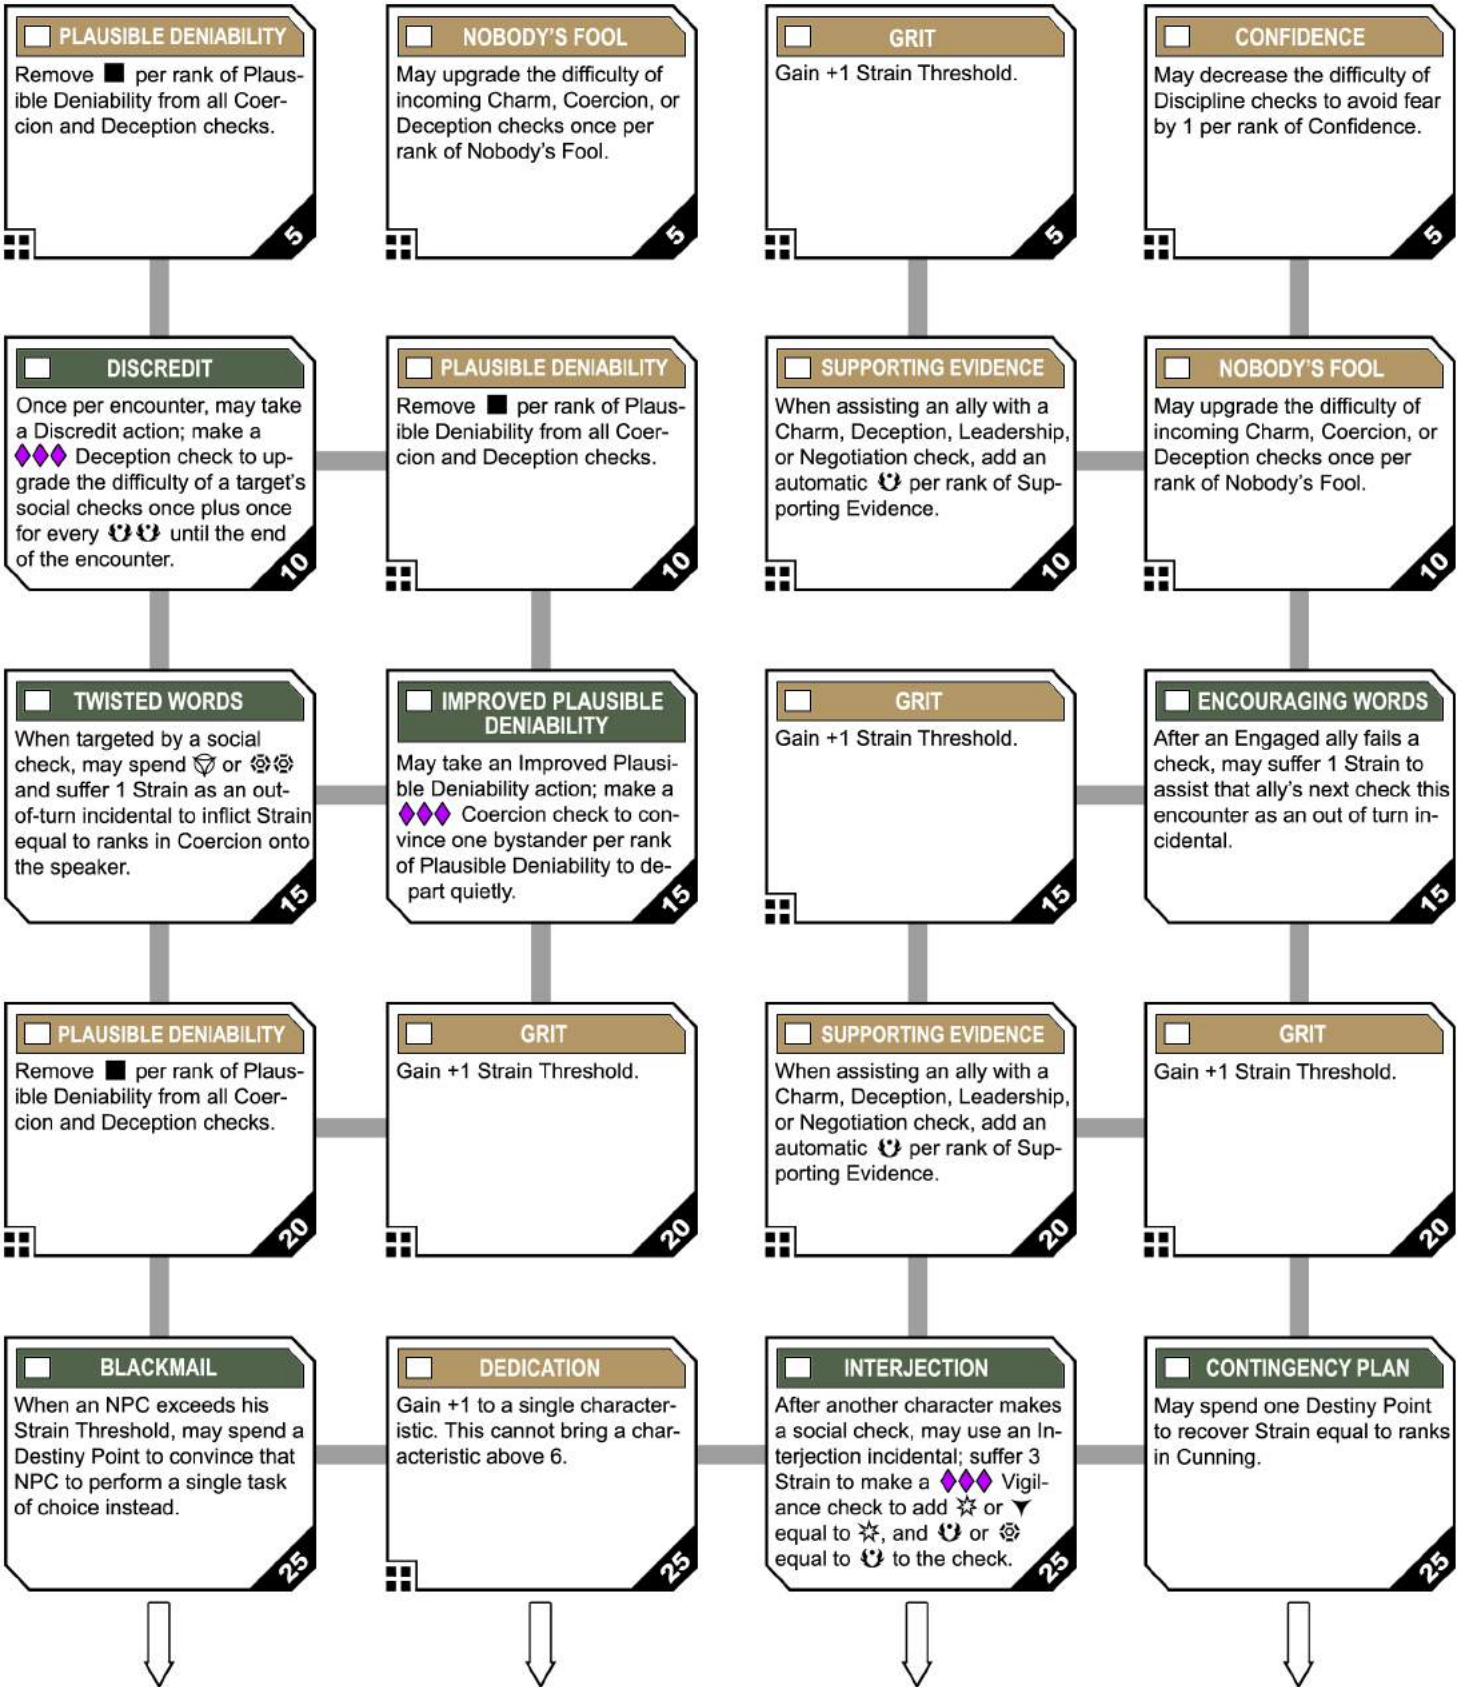 PLAUSIBLE DENIABILITY
Remove per rank of Plaus-
ible Deniability from all Coer-
cion and Deception checks.
5
NOBODY'S FOOL
May upgrade the difficulty of
incoming Charm, Coercion, or
Deception checks once per
rank of Nobody's Fool.
5
GRIT
Gain +1 Strain Threshold.
5
CONFIDENCE
May decrease the difficulty of
Discipline checks to avoid fear
by 1 per rank of Confidence.
5
DISCREDIT
Once per encounter, may take
a Discredit action; make a
Deception check to up-
grade the difficulty of a target's
social checks once plus once
for every until the end
of the encounter.
10
PLAUSIBLE DENIABILITY
Remove per rank of Plaus-
ible Deniability from all Coer-
cion and Deception checks.
10
SUPPORTING EVIDENCE
When assisting an ally with a
Charm, Deception, Leadership,
or Negotiation check, add an
automatic per rank of Sup-
porting Evidence.
10
NOBODY'S FOOL
May upgrade the difficulty of
incoming Charm, Coercion, or
Deception checks once per
rank of Nobody's Fool.
10
TWISTED WORDS
When targeted by a social
check, may spend or
and suffer 1 Strain as an out-
of-turn incidental to inflict Strain
equal to ranks in Coercion onto
the speaker.
15
IMPROVED PLAUSIBLE
DENIABILITY
May take an Improved Plausi-
ble Deniability action; make a
Coercion check to con-
vince one bystander per rank
of Plausible Deniability to de-
part quietly.
15
GRIT
Gain +1 Strain Threshold.
15
ENCOURAGING WORDS
After an Engaged ally fails a
check, may suffer 1 Strain to
assist that ally's next check this
encounter as an out of turn in-
cidental.
15
PLAUSIBLE DENIABILITY
Remove per rank of Plaus-
ible Deniability from all Coer-
cion and Deception checks.
20
GRIT
Gain +1 Strain Threshold.
20
SUPPORTING EVIDENCE
When assisting an ally with a
Charm, Deception, Leadership,
or Negotiation check, add an
automatic per rank of Sup-
porting Evidence.
20
GRIT
Gain +1 Strain Threshold.
20
BLACKMAIL
When an NPC exceeds his
Strain Threshold, may spend a
Destiny Point to convince that
NPC to perform a single task
of choice instead.
25
DEDICATION
Gain +1 to a single character-
istic. This cannot bring a char-
acteristic above 6.
25
INTERJECTION
After another character makes
a social check, may use an In-
terjection incidental; suffer 3
Strain to make a Vigil-
ance check to add or
equal to , and or
equal to to the check.
25
CONTINGENCY PLAN
May spend one Destiny Point
to recover Strain equal to ranks
in Cunning.
25